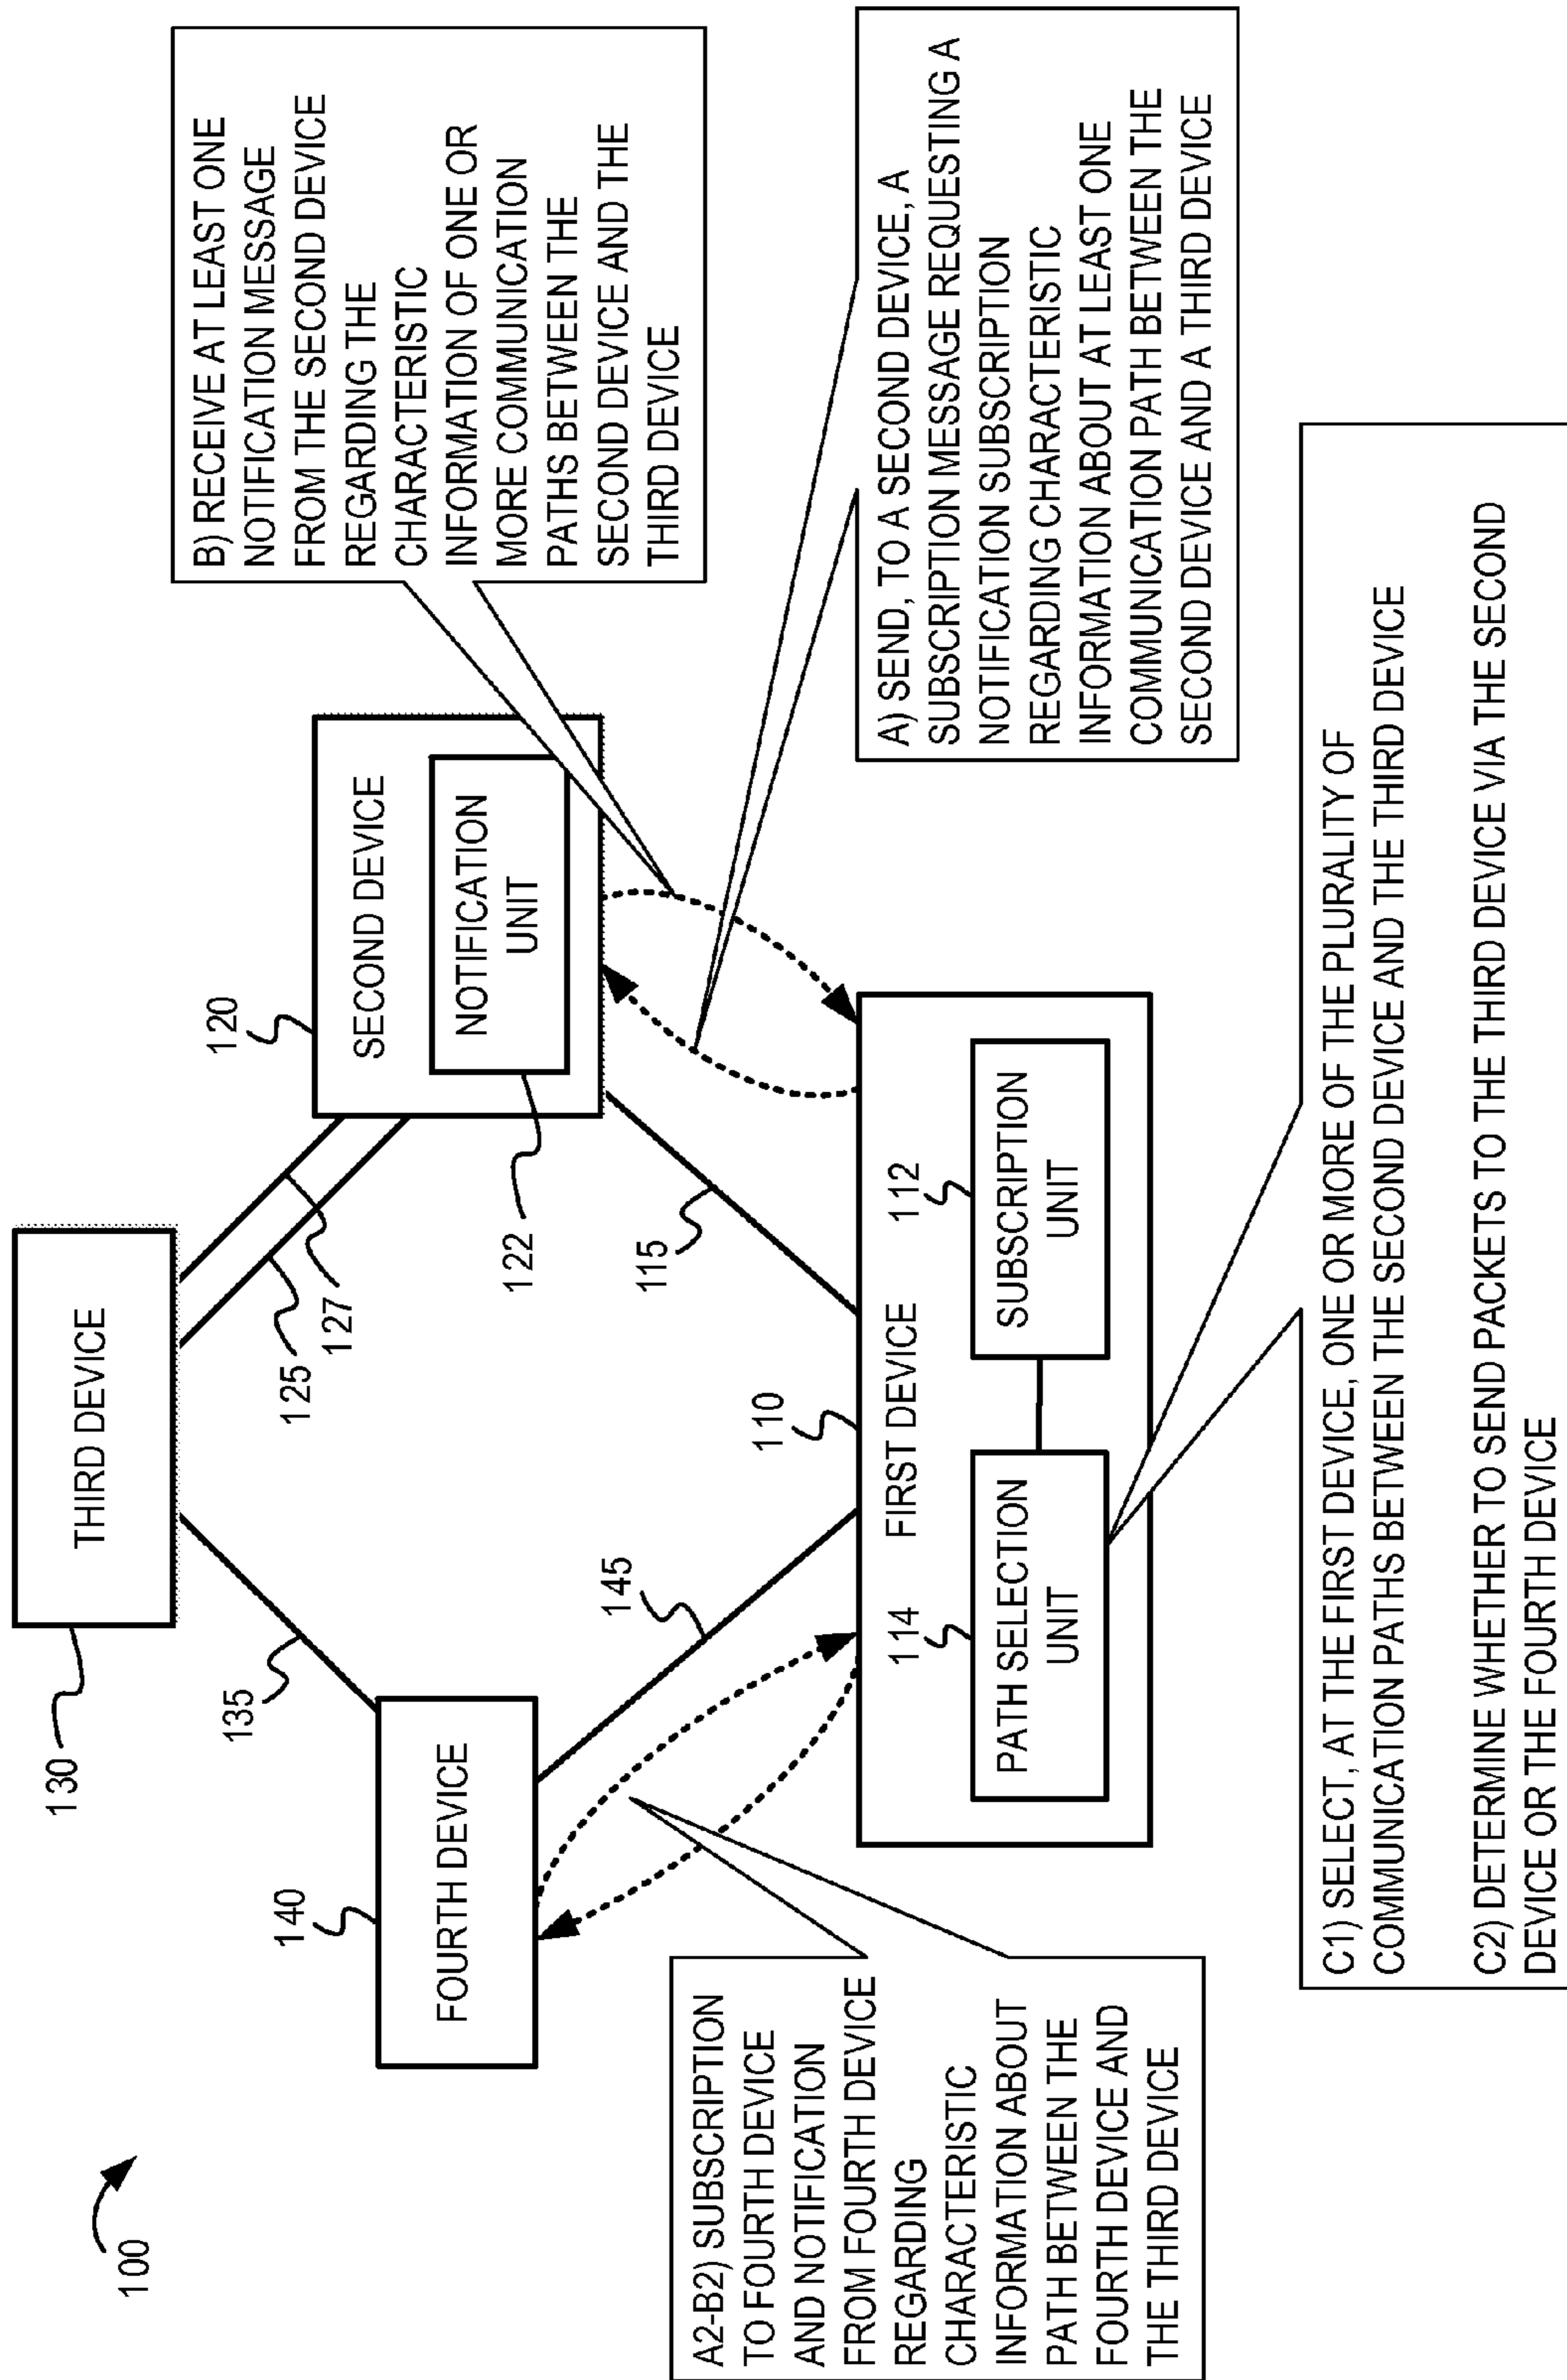 100
130
THIRD DEVICE
135
125
127
140
FOURTH DEVICE
120
SECOND DEVICE
NOTIFICATION
UNIT
122
145
115
110
FIRST DEVICE
114
PATH SELECTION
UNIT
112
SUBSCRIPTION
UNIT
B) RECEIVE AT LEAST ONE
NOTIFICATION MESSAGE
FROM THE SECOND DEVICE
REGARDING THE
CHARACTERISTIC
INFORMATION OF ONE OR
MORE COMMUNICATION
PATHS BETWEEN THE
SECOND DEVICE AND THE
THIRD DEVICE
A) SEND, TO A SECOND DEVICE, A
SUBSCRIPTION MESSAGE REQUESTING A
NOTIFICATION SUBSCRIPTION
REGARDING CHARACTERISTIC
INFORMATION ABOUT AT LEAST ONE
COMMUNICATION PATH BETWEEN THE
SECOND DEVICE AND A THIRD DEVICE
A2-B2) SUBSCRIPTION
TO FOURTH DEVICE
AND NOTIFICATION
FROM FOURTH DEVICE
REGARDING
CHARACTERISTIC
INFORMATION ABOUT
PATH BETWEEN THE
FOURTH DEVICE AND
THE THIRD DEVICE
C1) SELECT, AT THE FIRST DEVICE, ONE OR MORE OF THE PLURALITY OF
COMMUNICATION PATHS BETWEEN THE SECOND DEVICE AND THE THIRD DEVICE
C2) DETERMINE WHETHER TO SEND PACKETS TO THE THIRD DEVICE VIA THE SECOND
DEVICE OR THE FOURTH DEVICE